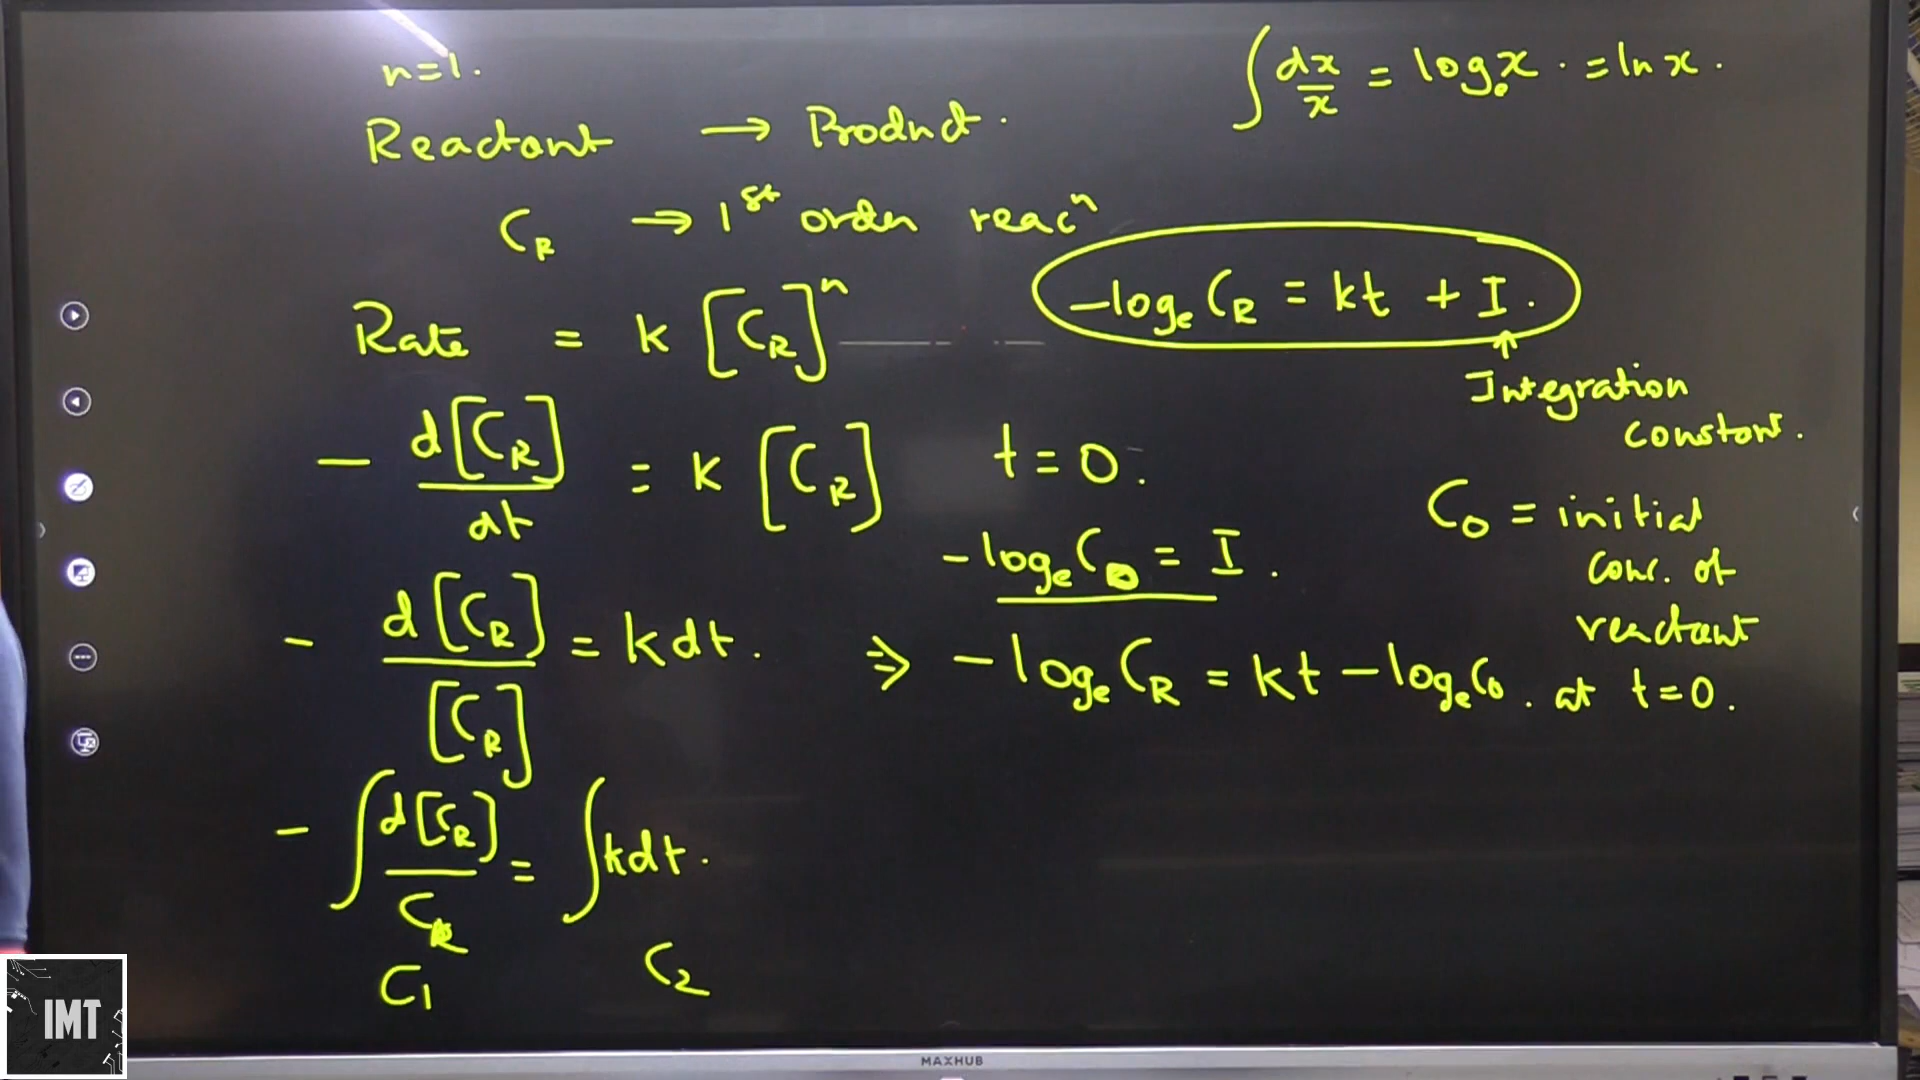 n=1.
Reactant → Product.
C_R → 1st order reacn
Rate = k [C_R]^n
- d[C_R]/dt = k [C_R]
- d[C_R]/[C_R] = kdt.
- ∫ d[C_R]/C_R = ∫ kdt.
C_1 C_2
∫ dx/x = log_e x . = ln x .
-log_e C_R = kt + I.
↑
Integration
constant.
t = 0.
-log_e C_0 = I.
⇒ -log_e C_R = kt - log_e C_0.
C_0 = initial
conc. of
reactant
at t=0.
IMT
MAXHUB